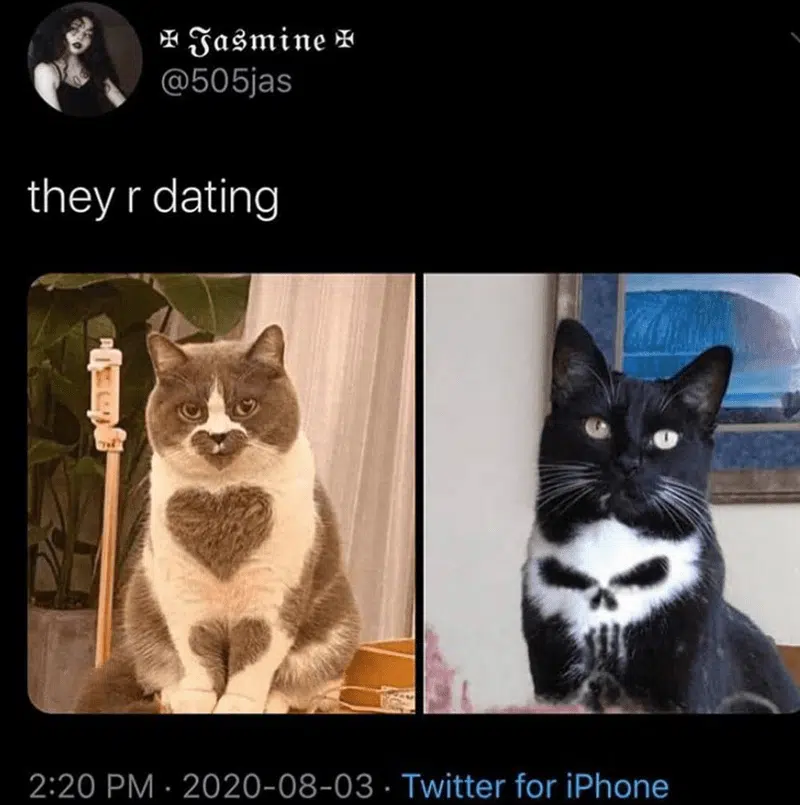 ✠ 𝕵𝖆𝖘𝖒𝖎𝖓𝖊 ✠
@505jas
they r dating
2:20 PM · 2020-08-03 · Twitter for iPhone